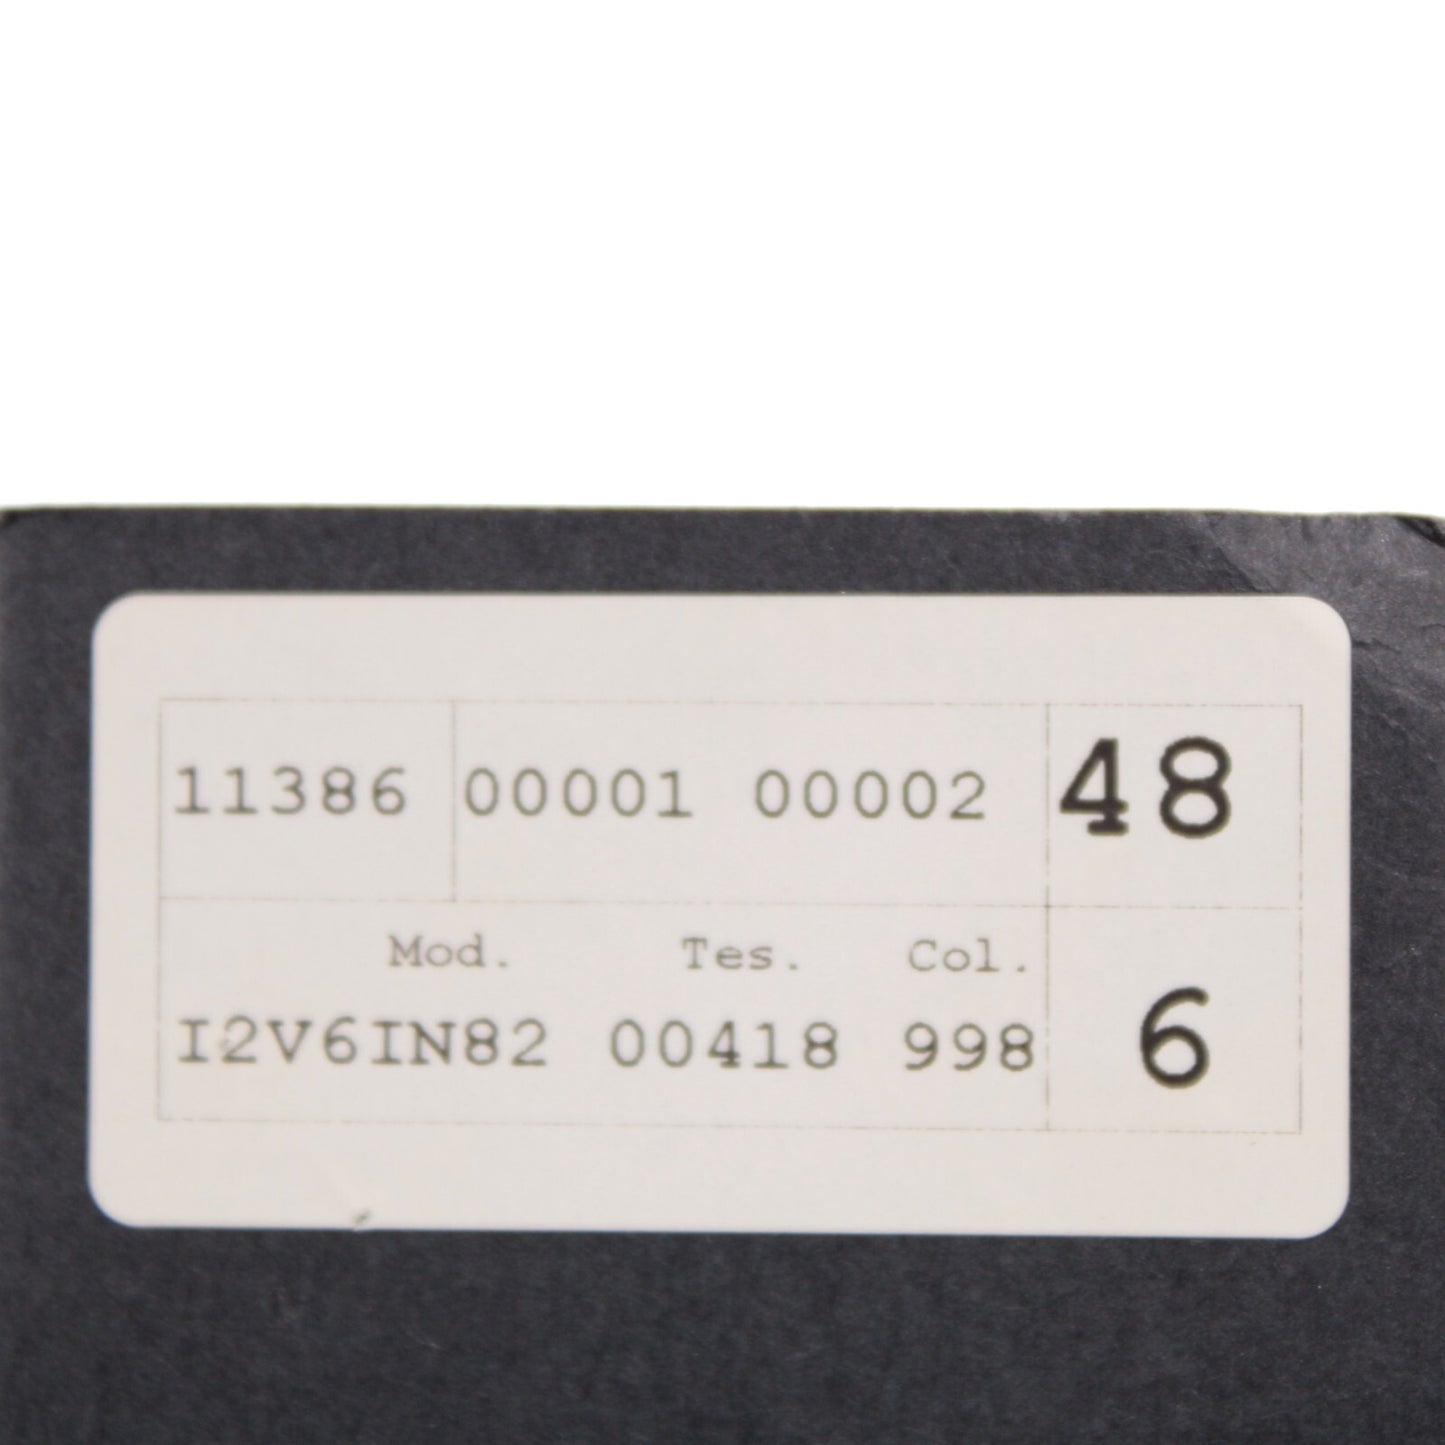 11386 00001 00002 48
Mod. Tes. Col.
I2V6IN82 00418 998 6